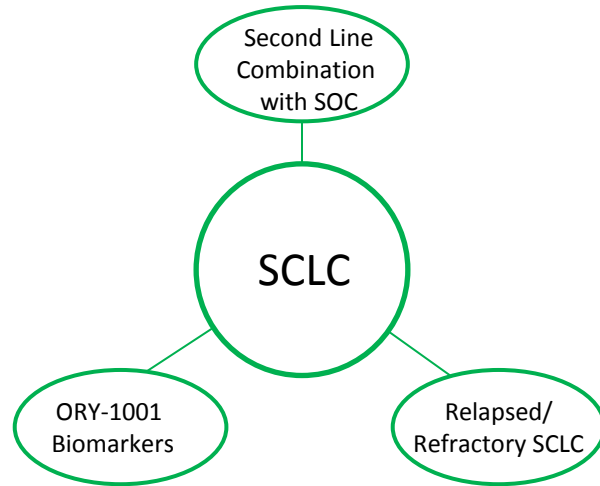 Second Line
Combination
with SOC
SCLC
ORY-1001
Biomarkers
Relapsed/
Refractory SCLC